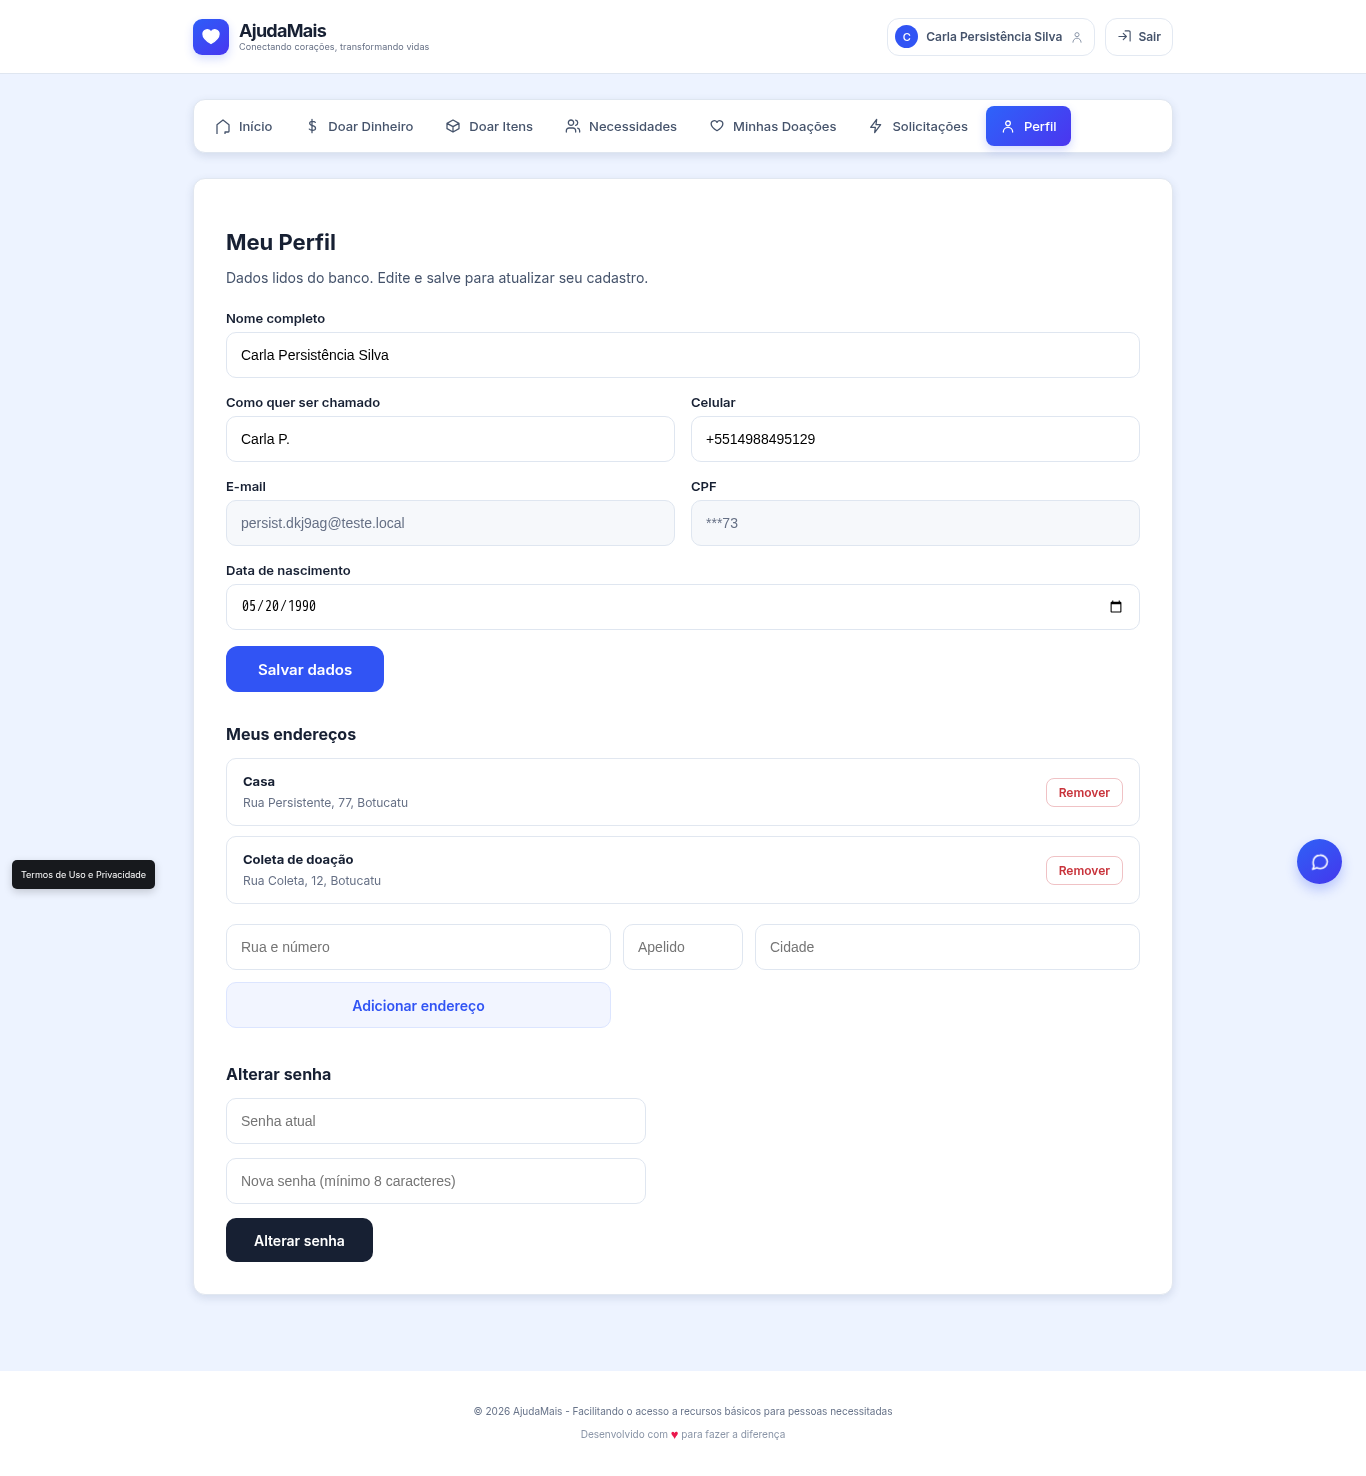 AjudaMais
Conectando corações, transformando vidas
C Carla Persistência Silva
Sair
Início Doar Dinheiro Doar Itens Necessidades Minhas Doações Solicitações Perfil
Meu Perfil
Dados lidos do banco. Edite e salve para atualizar seu cadastro.
Nome completo
Carla Persistência Silva
Como quer ser chamado Celular
Carla P. +5514988495129
E-mail CPF
persist.dkj9ag@teste.local ***73
Data de nascimento
05/20/1990
Salvar dados
Meus endereços
Casa
Rua Persistente, 77, Botucatu
Remover
Coleta de doação
Rua Coleta, 12, Botucatu
Remover
Termos de Uso e Privacidade
Rua e número Apelido Cidade
Adicionar endereço
Alterar senha
Senha atual
Nova senha (mínimo 8 caracteres)
Alterar senha
© 2026 AjudaMais - Facilitando o acesso a recursos básicos para pessoas necessitadas
Desenvolvido com ♥ para fazer a diferença